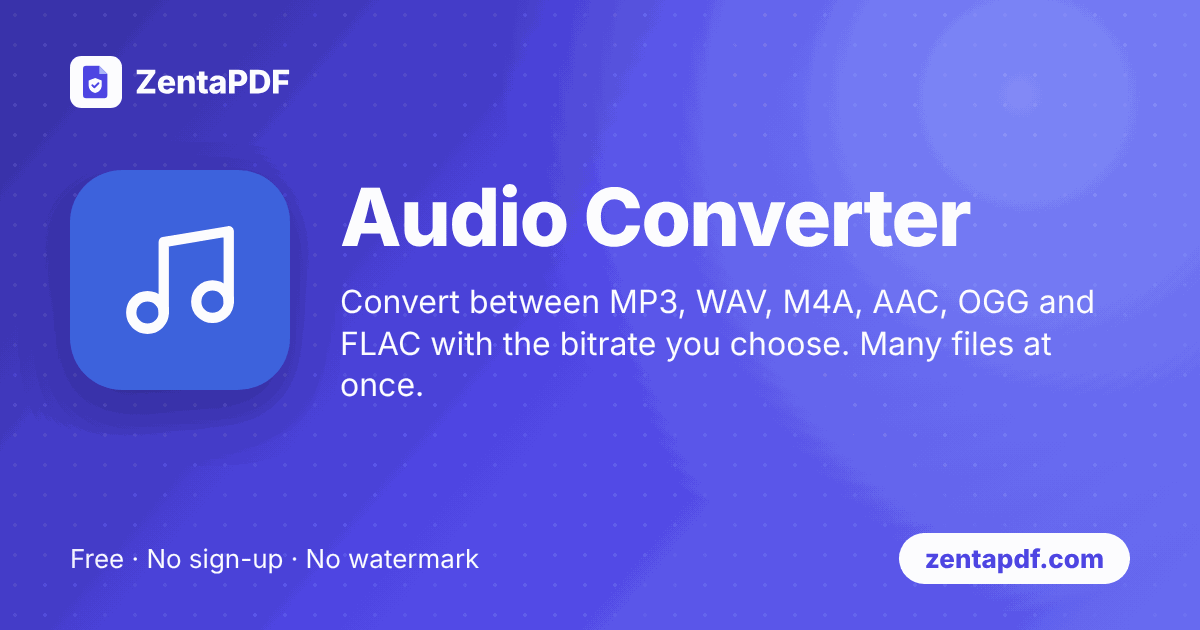 ZentaPDF
Audio Converter
Convert between MP3, WAV, M4A, AAC, OGG and
FLAC with the bitrate you choose. Many files at
once.
Free · No sign-up · No watermark
zentapdf.com